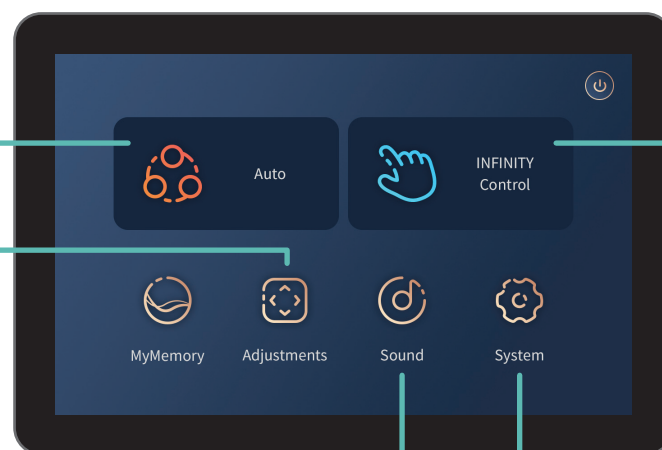 Auto
INFINITY
Control
MyMemory
Adjustments
Sound
System